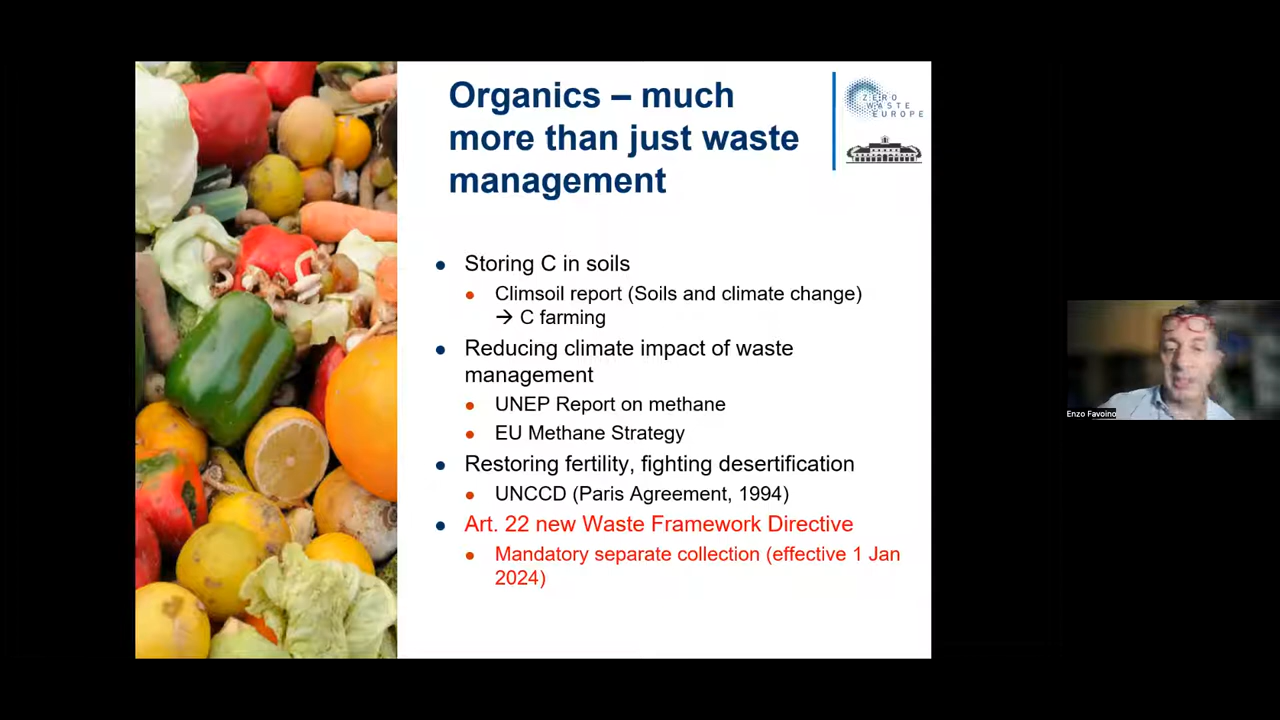 Organics – much
more than just waste
management
ZERO
WASTE
EUROPE
• Storing C in soils
• Climsoil report (Soils and climate change)
→ C farming
• Reducing climate impact of waste
management
• UNEP Report on methane
• EU Methane Strategy
• Restoring fertility, fighting desertification
• UNCCD (Paris Agreement, 1994)
• Art. 22 new Waste Framework Directive
• Mandatory separate collection (effective 1 Jan
2024)
Enzo Favoino